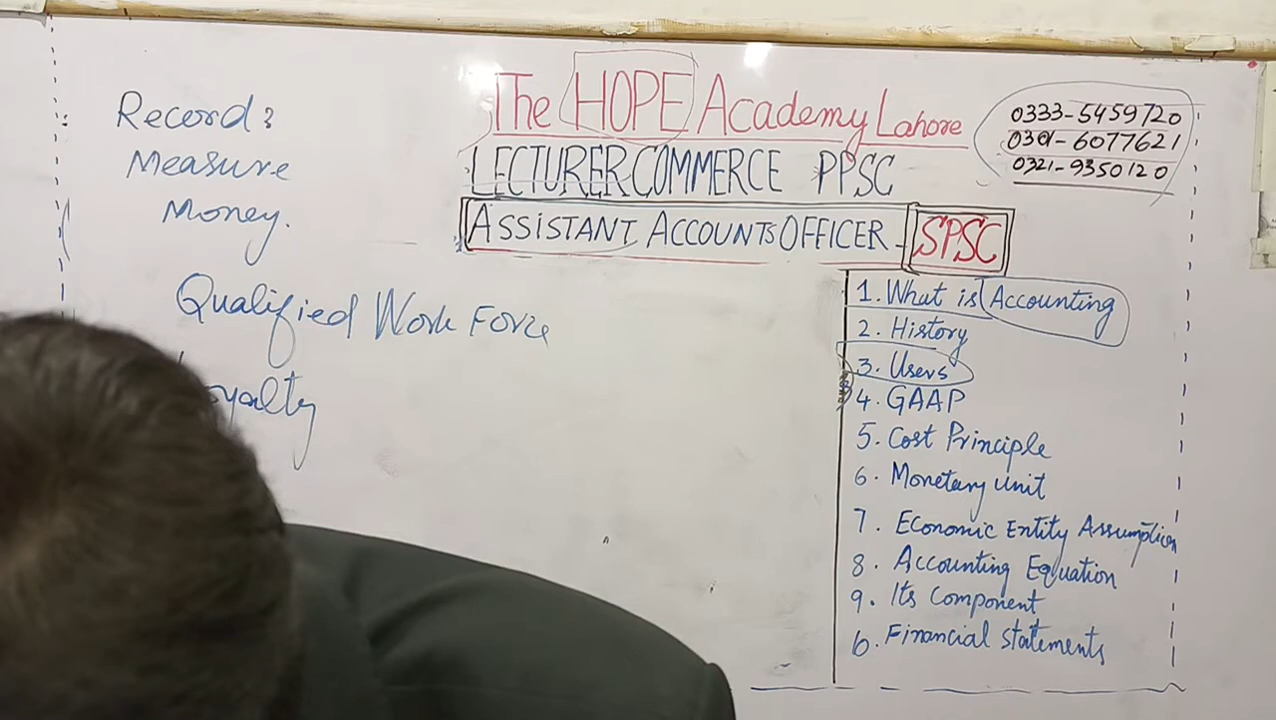 The HOPE Academy Lahore
0333-5459720
0301-6077621
0321-9350120
LECTURER COMMERCE PPSC
ASSISTANT ACCOUNTS OFFICER - SPSC
Record:
Measure
Money.
Qualified Work Force
Loyalty
1. What is Accounting
2. History
3. Users
4. GAAP
5. Cost Principle
6. Monetary unit
7. Economic Entity Assumption
8. Accounting Equation
9. Its Component
10. Financial statements